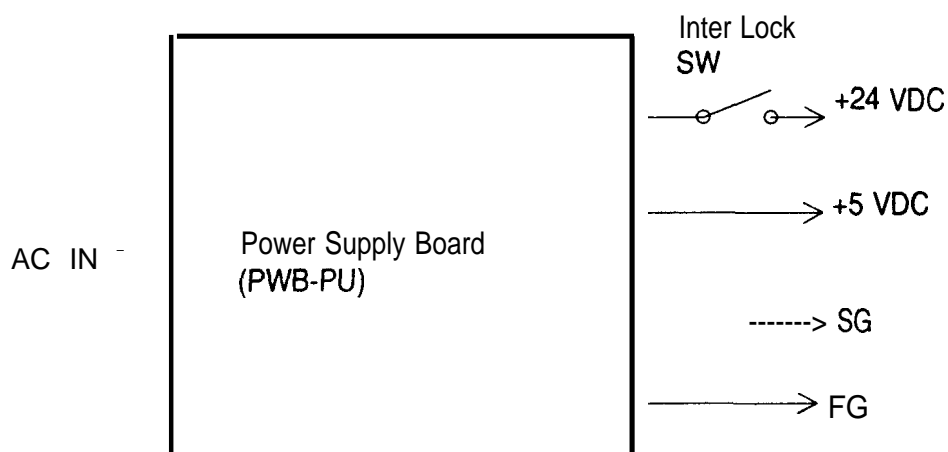 Inter Lock
SW
+24 VDC
+5 VDC
AC IN
Power Supply Board
(PWB-PU)
SG
FG